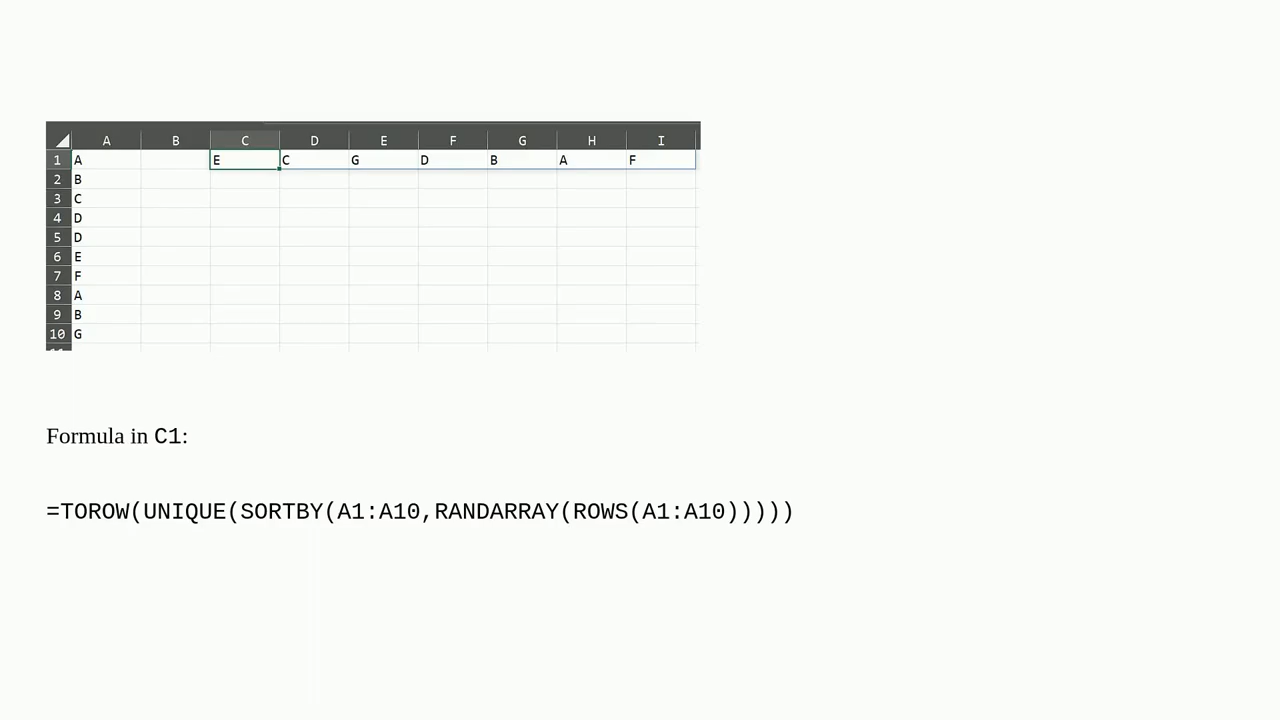 A B C D E F G H I
1 A E C G D B A F
2 B
3 C
4 D
5 D
6 E
7 F
8 A
9 B
10 G
Formula in C1:
=TOROW(UNIQUE(SORTBY(A1:A10,RANDARRAY(ROWS(A1:A10)))))